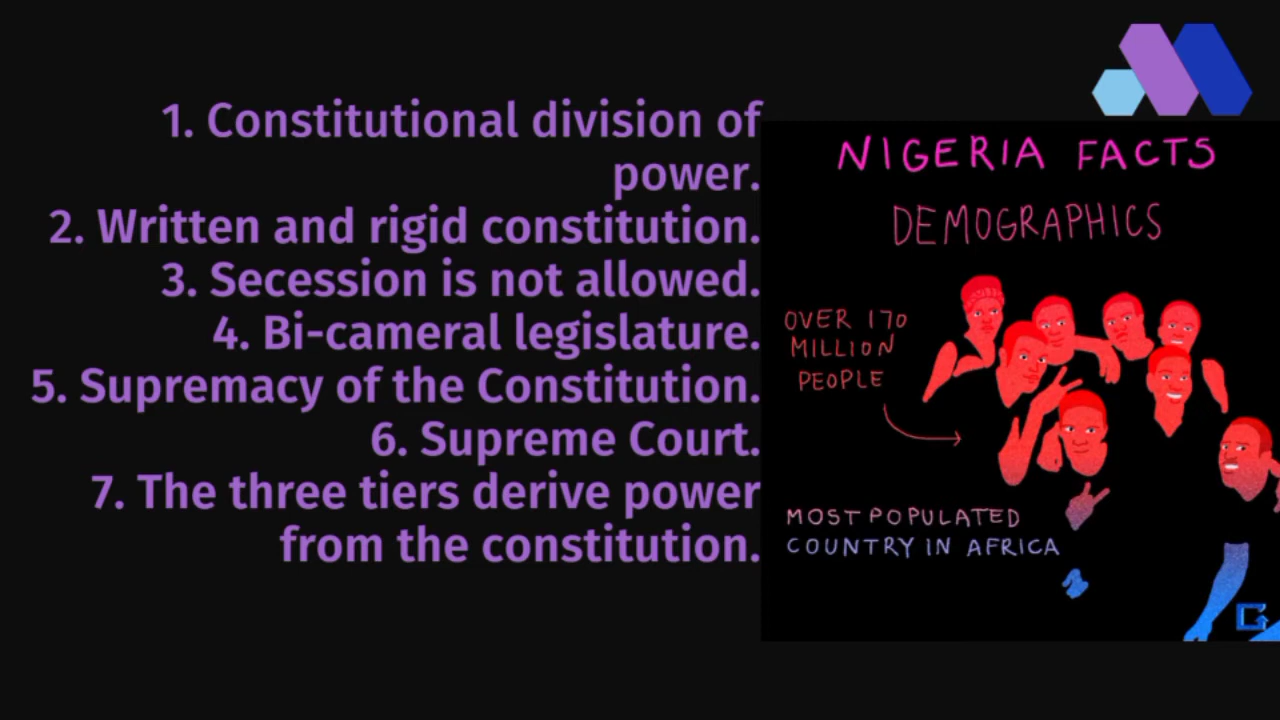 1. Constitutional division of
power.
2. Written and rigid constitution.
3. Secession is not allowed.
4. Bi-cameral legislature.
5. Supremacy of the Constitution.
6. Supreme Court.
7. The three tiers derive power
from the constitution.
NIGERIA FACTS
DEMOGRAPHICS
OVER 170
MILLION
PEOPLE
MOST POPULATED
COUNTRY IN AFRICA